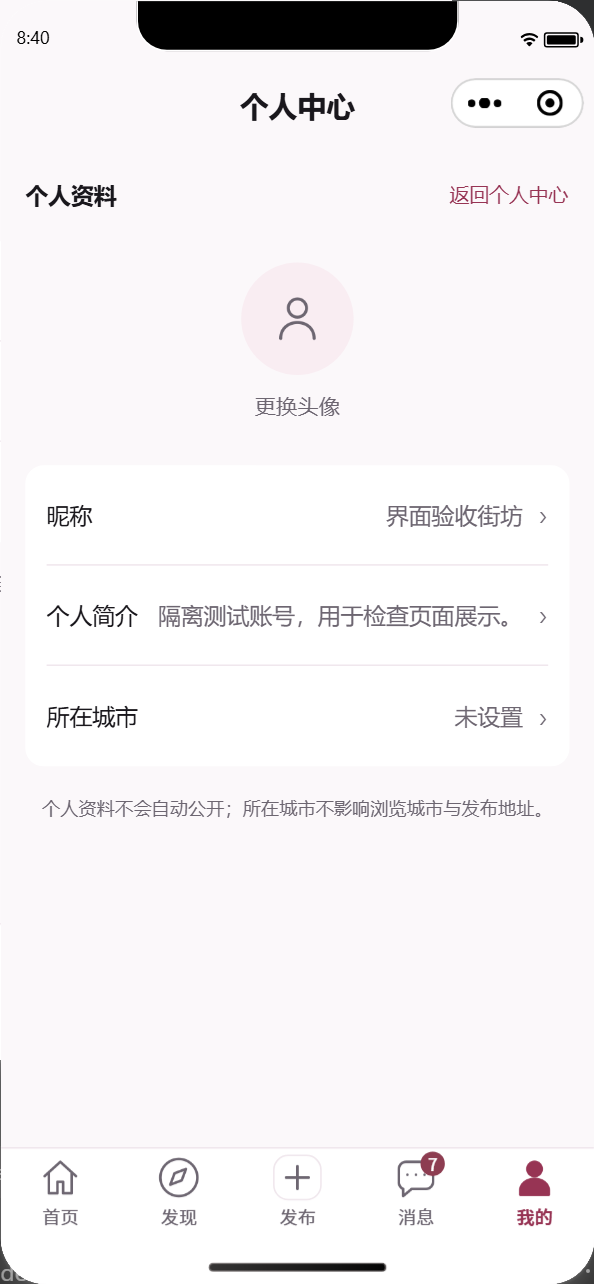 8:40
个人中心
个人资料 返回个人中心
更换头像
昵称 界面验收街坊 ›
个人简介 隔离测试账号，用于检查页面展示。 ›
所在城市 未设置 ›
个人资料不会自动公开；所在城市不影响浏览城市与发布地址。
7
首页 发现 发布 消息 我的